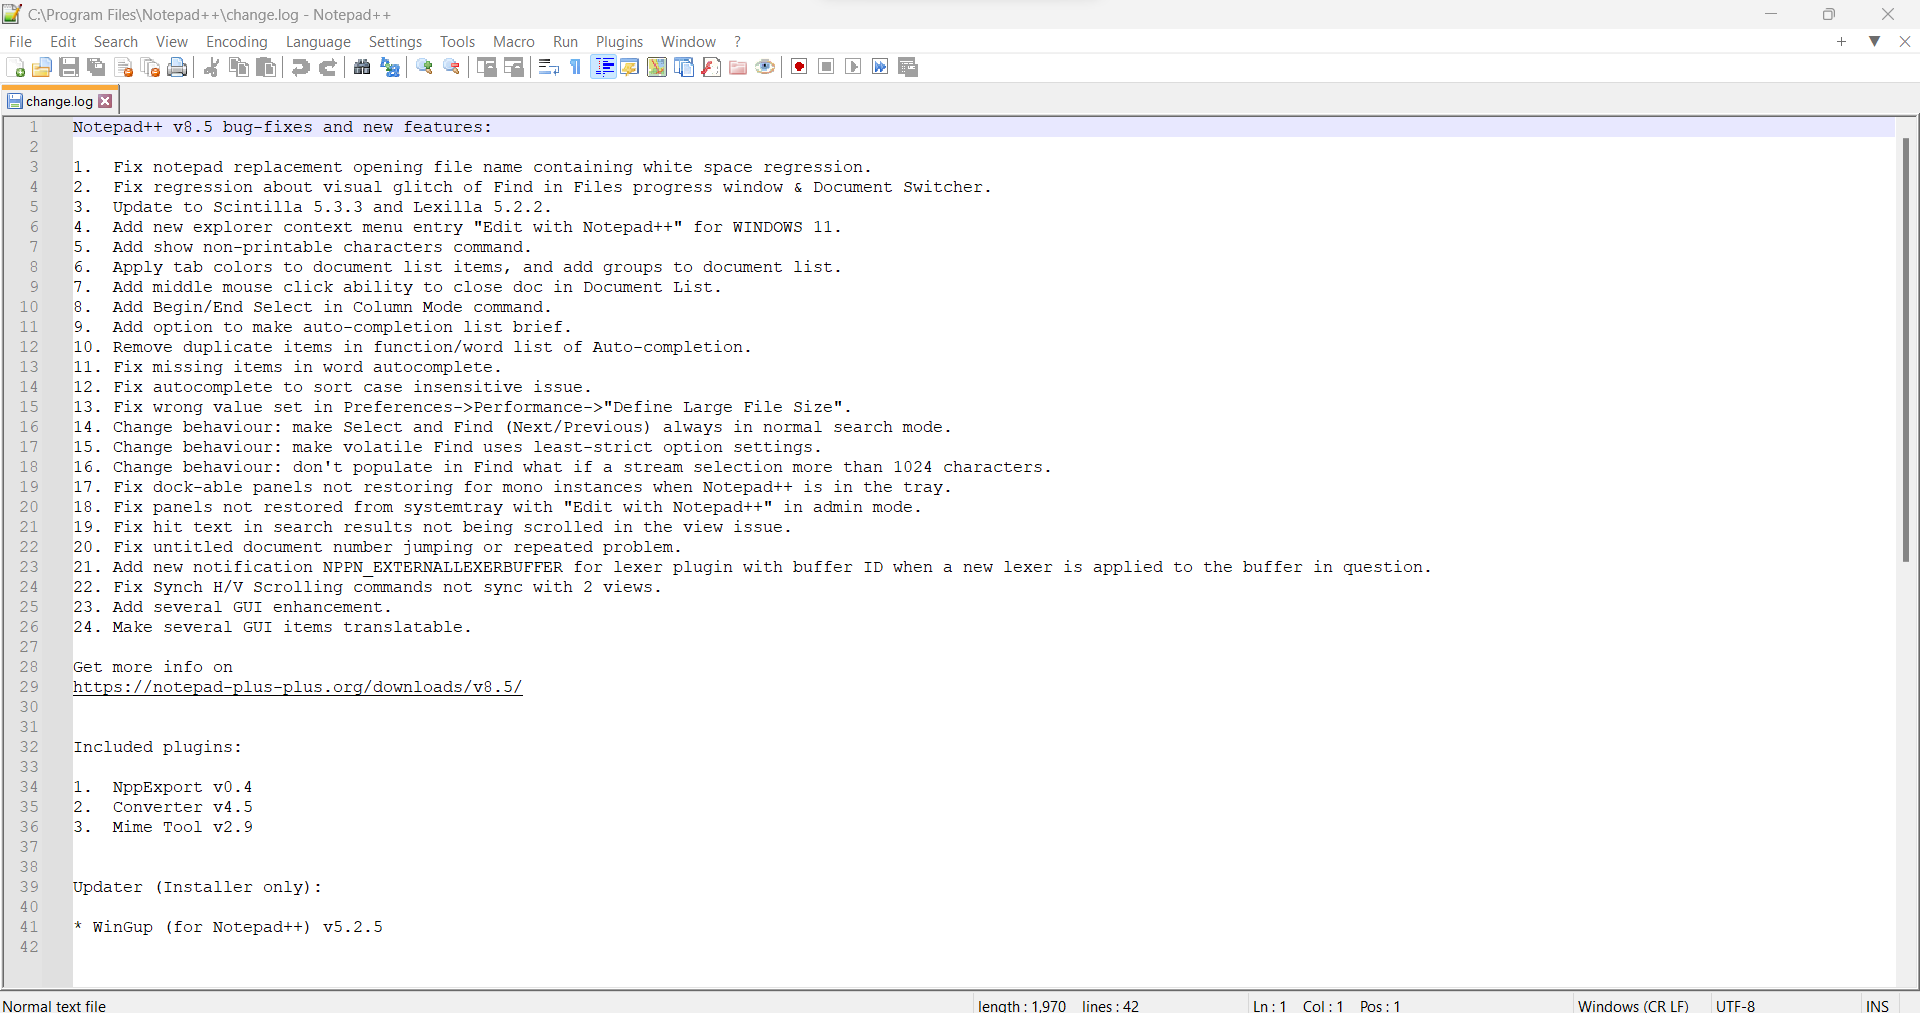 C:\Program Files\Notepad++\change.log - Notepad++
File Edit Search View Encoding Language Settings Tools Macro Run Plugins Window ?
change.log
1 Notepad++ v8.5 bug-fixes and new features:
2
3 1.  Fix notepad replacement opening file name containing white space regression.
4 2.  Fix regression about visual glitch of Find in Files progress window & Document Switcher.
5 3.  Update to Scintilla 5.3.3 and Lexilla 5.2.2.
6 4.  Add new explorer context menu entry "Edit with Notepad++" for WINDOWS 11.
7 5.  Add show non-printable characters command.
8 6.  Apply tab colors to document list items, and add groups to document list.
9 7.  Add middle mouse click ability to close doc in Document List.
10 8.  Add Begin/End Select in Column Mode command.
11 9.  Add option to make auto-completion list brief.
12 10. Remove duplicate items in function/word list of Auto-completion.
13 11. Fix missing items in word autocomplete.
14 12. Fix autocomplete to sort case insensitive issue.
15 13. Fix wrong value set in Preferences->Performance->"Define Large File Size".
16 14. Change behaviour: make Select and Find (Next/Previous) always in normal search mode.
17 15. Change behaviour: make volatile Find uses least-strict option settings.
18 16. Change behaviour: don't populate in Find what if a stream selection more than 1024 characters.
19 17. Fix dock-able panels not restoring for mono instances when Notepad++ is in the tray.
20 18. Fix panels not restored from systemtray with "Edit with Notepad++" in admin mode.
21 19. Fix hit text in search results not being scrolled in the view issue.
22 20. Fix untitled document number jumping or repeated problem.
23 21. Add new notification NPPN_EXTERNALLEXERBUFFER for lexer plugin with buffer ID when a new lexer is applied to the buffer in question.
24 22. Fix Synch H/V Scrolling commands not sync with 2 views.
25 23. Add several GUI enhancement.
26 24. Make several GUI items translatable.
27
28 Get more info on
29 https://notepad-plus-plus.org/downloads/v8.5/
30
31
32 Included plugins:
33
34 1.  NppExport v0.4
35 2.  Converter v4.5
36 3.  Mime Tool v2.9
37
38
39 Updater (Installer only):
40
41 * WinGup (for Notepad++) v5.2.5
42
Normal text file length : 1,970 lines : 42 Ln : 1 Col : 1 Pos : 1 Windows (CR LF) UTF-8 INS